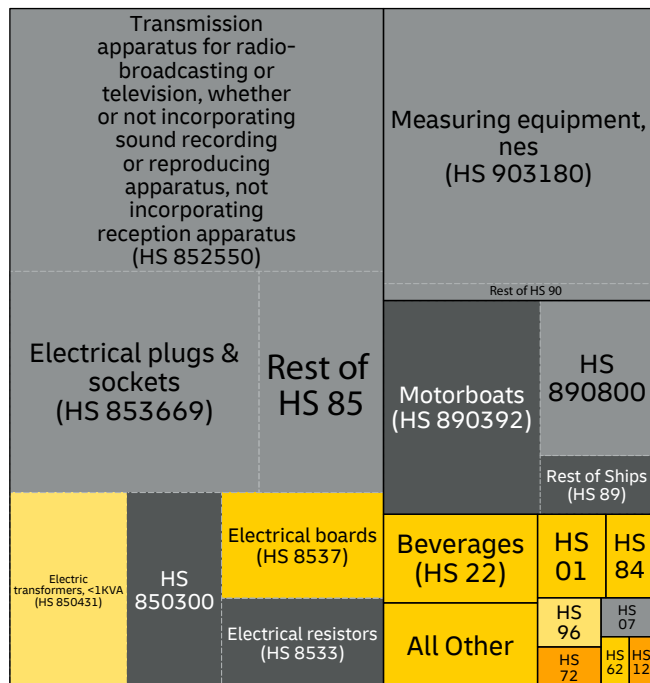 Transmission
apparatus for radio-
broadcasting or
television, whether
or not incorporating
sound recording
or reproducing
apparatus, not
incorporating
reception apparatus
(HS 852550)
Measuring equipment,
nes
(HS 903180)
Rest of HS 90
Electrical plugs &
sockets
(HS 853669)
Rest of
HS 85
Motorboats
(HS 890392)
HS
890800
Rest of Ships
(HS 89)
Electric
transformers, <1KVA
(HS 850431)
HS
850300
Electrical boards
(HS 8537)
Electrical resistors
(HS 8533)
Beverages
(HS 22)
HS
01
HS
84
All Other
HS
96
HS
07
HS
72
HS
62
HS
12